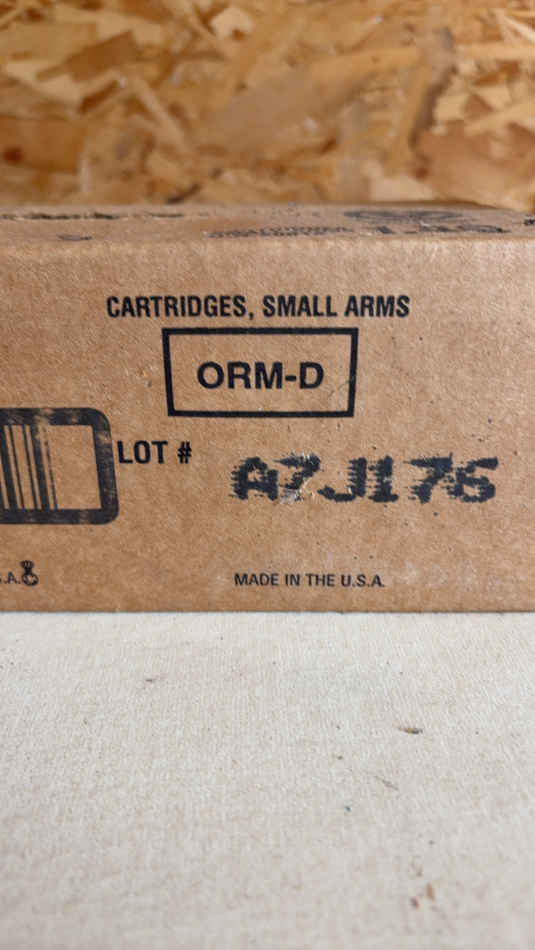 CARTRIDGES, SMALL ARMS
ORM-D
LOT # A7J176
.A.
MADE IN THE U.S.A.